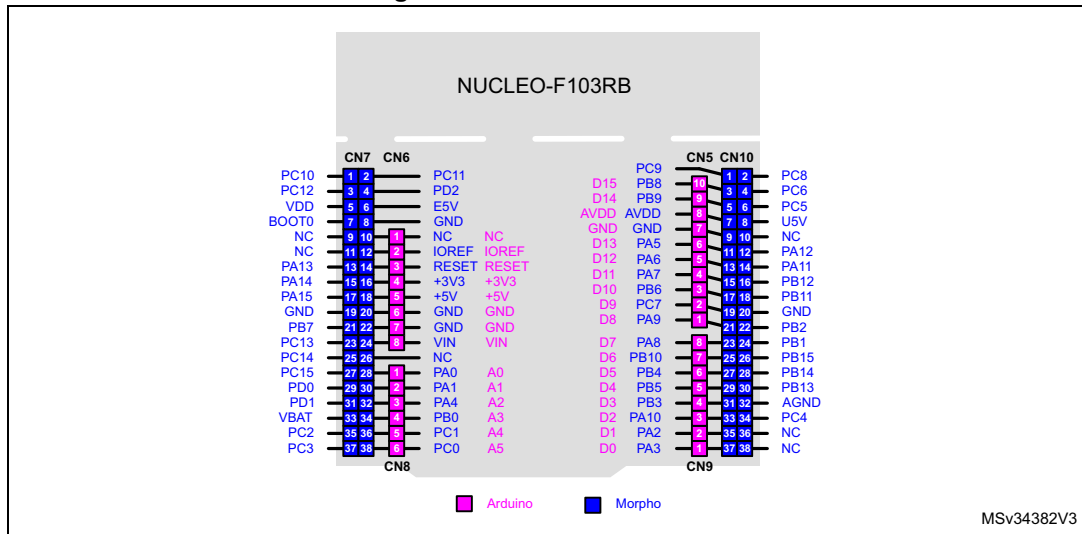 NUCLEO-F103RB
CN7 CN6 CN5 CN10
PC9
PC10 1 2 PC11 1 2 PC8
PC12 3 4 PD2 D15 PB8 10 3 4 PC6
VDD 5 6 E5V D14 PB9 9 5 6 PC5
BOOT0 7 8 GND AVDD AVDD 8 7 8 U5V
NC 9 10 1 NC NC GND GND 7 9 10 NC
NC 11 12 2 IOREF IOREF D13 PA5 6 11 12 PA12
PA13 13 14 3 RESET RESET D12 PA6 5 13 14 PA11
PA14 15 16 4 +3V3 +3V3 D11 PA7 4 15 16 PB12
PA15 17 18 5 +5V +5V D10 PB6 3 17 18 PB11
GND 19 20 6 GND GND D9 PC7 2 19 20 GND
PB7 21 22 7 GND GND D8 PA9 1 21 22 PB2
PC13 23 24 8 VIN VIN D7 PA8 8 23 24 PB1
PC14 25 26 NC D6 PB10 7 25 26 PB15
PC15 27 28 1 PA0 A0 D5 PB4 6 27 28 PB14
PD0 29 30 2 PA1 A1 D4 PB5 5 29 30 PB13
PD1 31 32 3 PA4 A2 D3 PB3 4 31 32 AGND
VBAT 33 34 4 PB0 A3 D2 PA10 3 33 34 PC4
PC2 35 36 5 PC1 A4 D1 PA2 2 35 36 NC
PC3 37 38 6 PC0 A5 D0 PA3 1 37 38 NC
CN8 CN9
Arduino Morpho
MSv34382V3